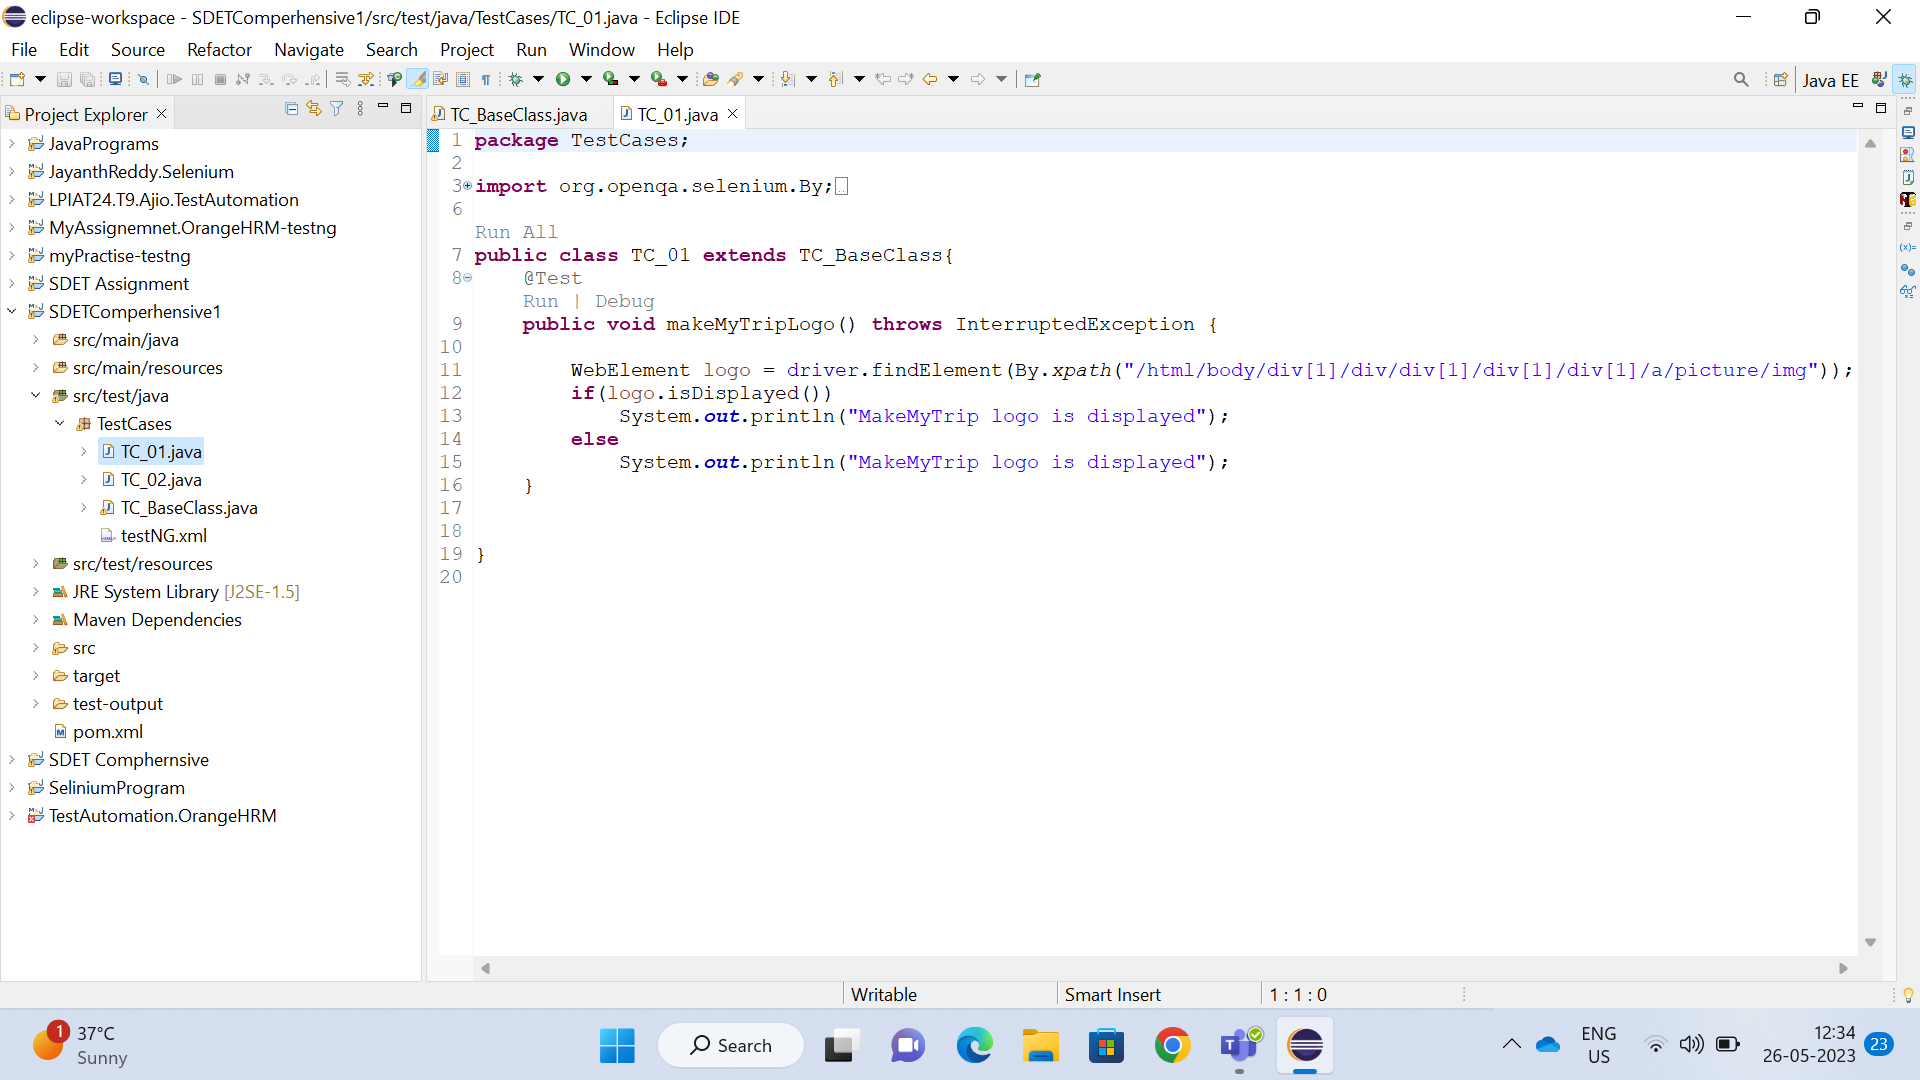 eclipse-workspace - SDETComperhensive1/src/test/java/TestCases/TC_01.java - Eclipse IDE
File Edit Source Refactor Navigate Search Project Run Window Help
Java EE
Project Explorer
JavaPrograms
JayanthReddy.Selenium
LPIAT24.T9.Ajio.TestAutomation
MyAssignemnet.OrangeHRM-testng
myPractise-testng
SDET Assignment
SDETComperhensive1
src/main/java
src/main/resources
src/test/java
TestCases
TC_01.java
TC_02.java
TC_BaseClass.java
testNG.xml
src/test/resources
JRE System Library [J2SE-1.5]
Maven Dependencies
src
target
test-output
pom.xml
SDET Comphernsive
SeliniumProgram
TestAutomation.OrangeHRM
TC_BaseClass.java TC_01.java
1 package TestCases;
2
3 import org.openqa.selenium.By;
6
Run All
7 public class TC_01 extends TC_BaseClass{
8 @Test
Run | Debug
9 public void makeMyTripLogo() throws InterruptedException {
10
11 WebElement logo = driver.findElement(By.xpath("/html/body/div[1]/div/div[1]/div[1]/div[1]/a/picture/img"));
12 if(logo.isDisplayed())
13 System.out.println("MakeMyTrip logo is displayed");
14 else
15 System.out.println("MakeMyTrip logo is displayed");
16 }
17
18
19 }
20
Writable Smart Insert 1 : 1 : 0
1 37°C
Sunny
Search
ENG
US
12:34
26-05-2023
23